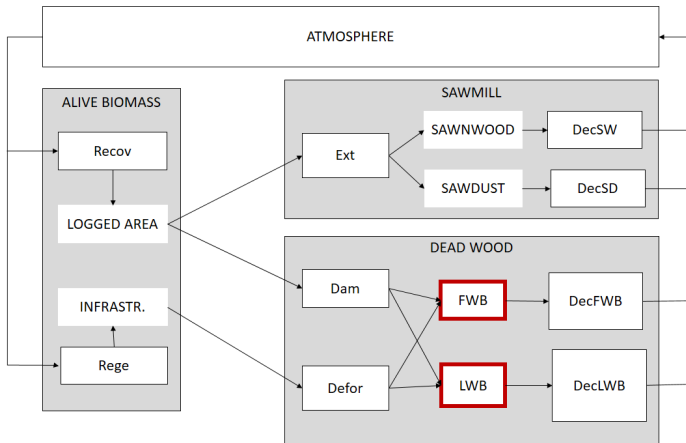 ATMOSPHERE
ALIVE BIOMASS
Recov
LOGGED AREA
INFRASTR.
Rege
SAWMILL
Ext
SAWNWOOD
DecSW
SAWDUST
DecSD
DEAD WOOD
Dam
FWB
DecFWB
Defor
LWB
DecLWB